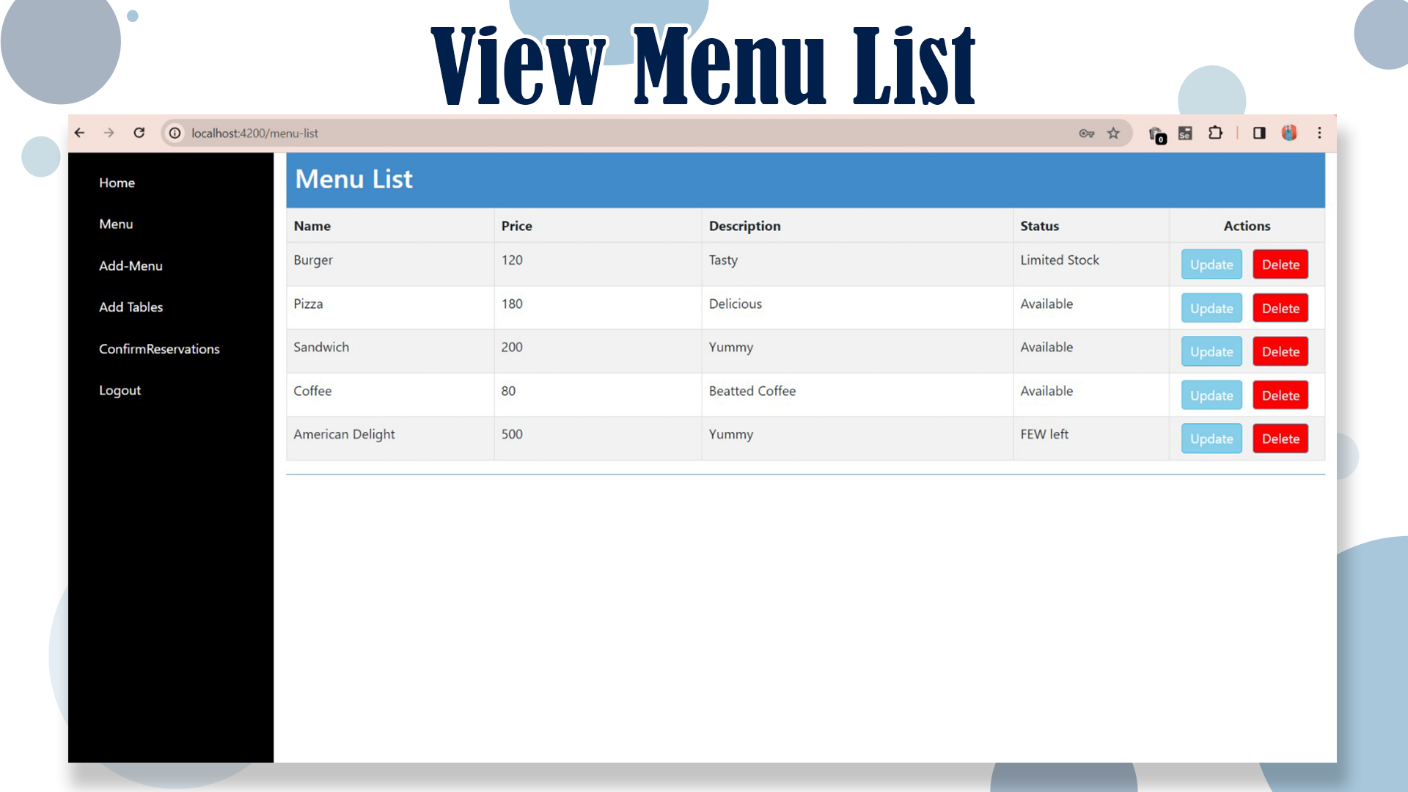 View Menu List
localhost:4200/menu-list
0
Se
Home
Menu
Add-Menu
Add Tables
ConfirmReservations
Logout
Menu List
Name Price Description Status Actions
Burger 120 Tasty Limited Stock Update Delete
Pizza 180 Delicious Available Update Delete
Sandwich 200 Yummy Available Update Delete
Coffee 80 Beatted Coffee Available Update Delete
American Delight 500 Yummy FEW left Update Delete